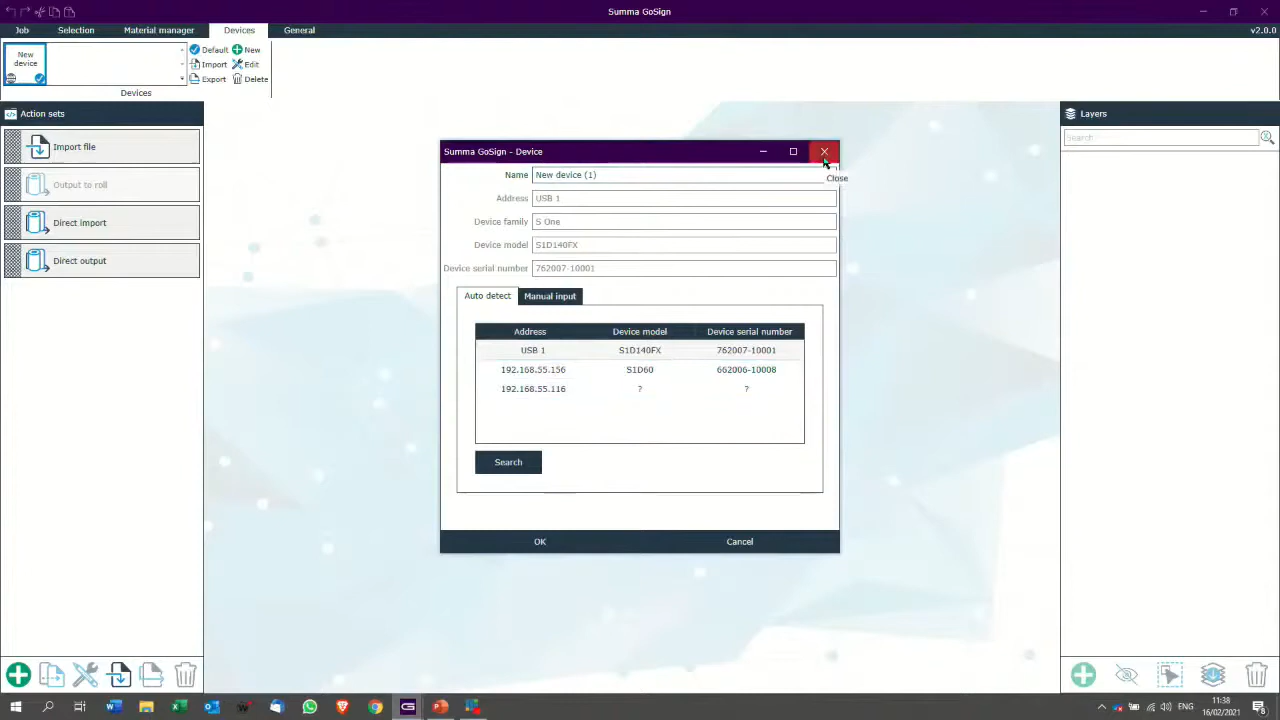 Summa GoSign
Job Selection Material manager Devices General v2.0.0
New device
Default New
Import Edit
Export Delete
Devices
Action sets
Import file
Output to roll
Direct import
Direct output
Summa GoSign - Device
Close
Name New device (1)
Address USB 1
Device family S One
Device model S1D140FX
Device serial number 762007-10001
Auto detect Manual input
Address Device model Device serial number
USB 1 S1D140FX 762007-10001
192.168.55.156 S1D60 662006-10008
192.168.55.116 ? ?
Search
OK Cancel
Layers
Search
ENG
11:38
16/02/2021
8